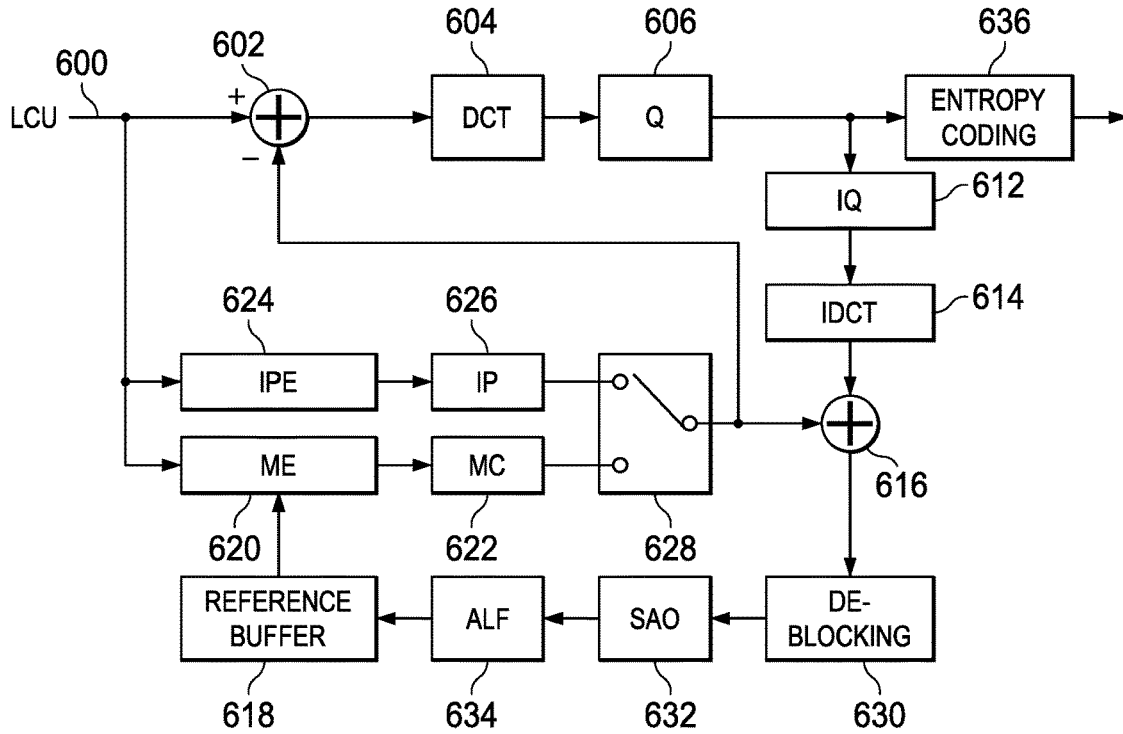 604
606
636
602
600
LCU
+
DCT
Q
ENTROPY
CODING
−
612
IQ
624
626
614
IDCT
IPE
IP
ME
MC
616
620
622
628
REFERENCE
BUFFER
ALF
SAO
DE-
BLOCKING
618
634
632
630